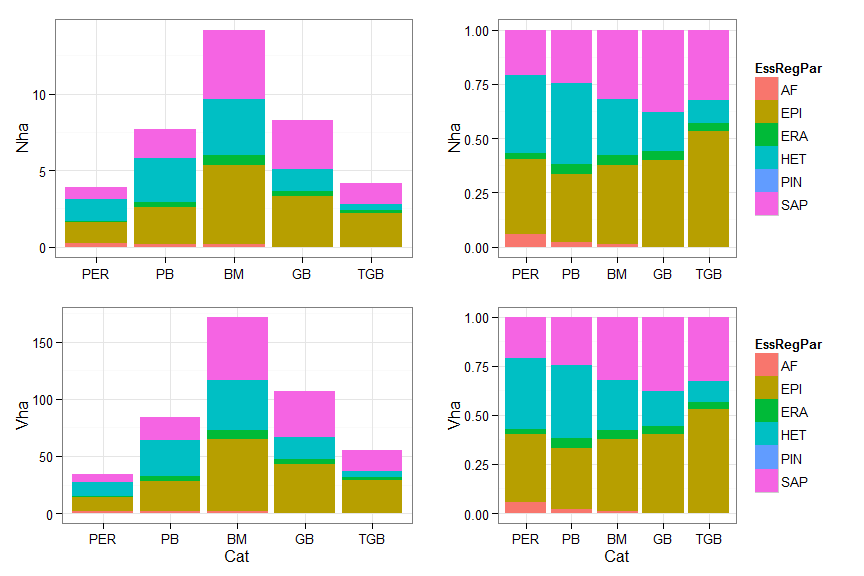 Nha
10
5
0
PER PB BM GB TGB
Nha
1.00
0.75
0.50
0.25
0.00
PER PB BM GB TGB
EssRegPar
AF
EPI
ERA
HET
PIN
SAP
Vha
150
100
50
0
PER PB BM GB TGB
Cat
Vha
1.00
0.75
0.50
0.25
0.00
PER PB BM GB TGB
Cat
EssRegPar
AF
EPI
ERA
HET
PIN
SAP